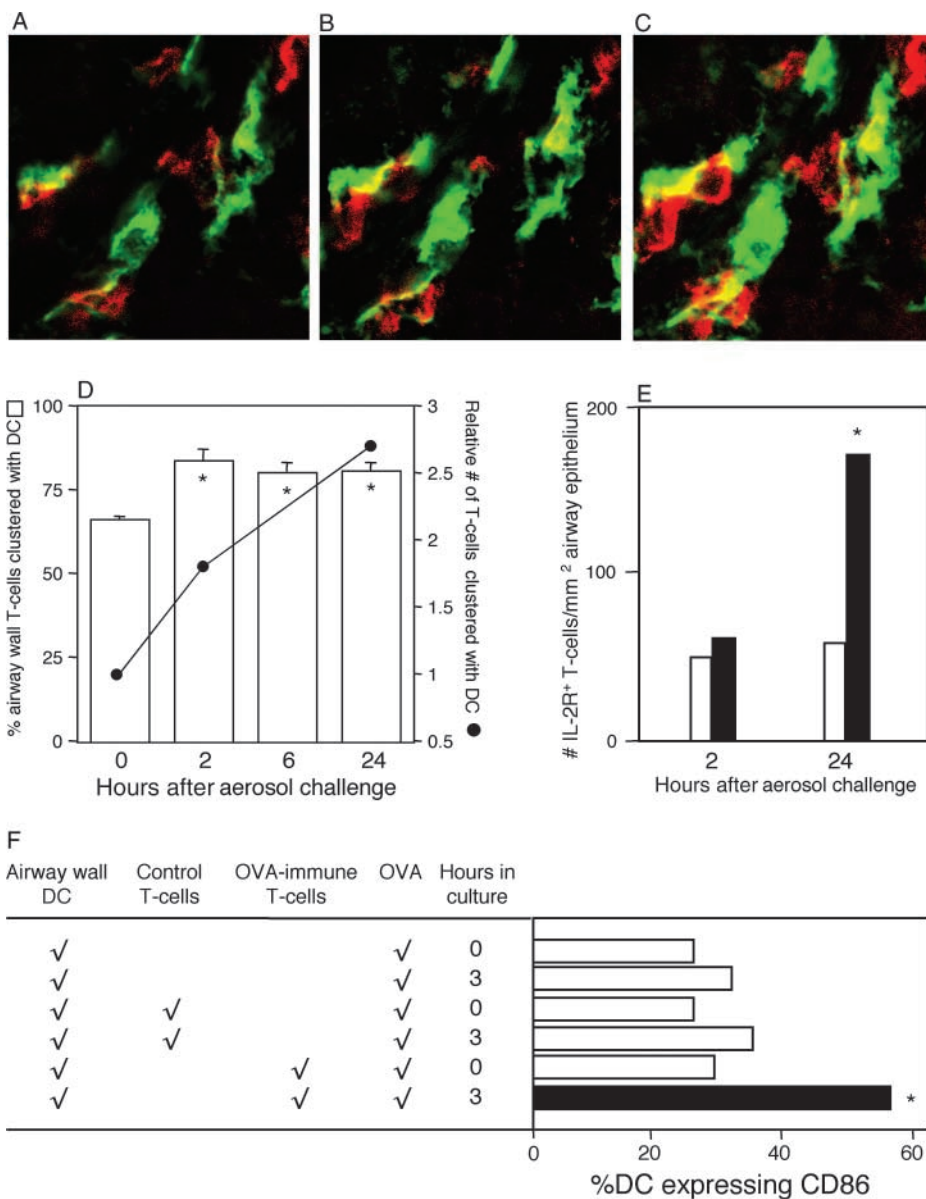 A
B
C
D
% airway wall T-cells clustered with DC
100
75
50
25
0
3
2.5
2
1.5
1
0.5
Relative # of T-cells clustered with DC
*
*
*
0 2 6 24
Hours after aerosol challenge
E
# IL-2R+ T-cells/mm 2 airway epithelium
200
100
0
*
2 24
Hours after aerosol challenge
F
Airway wall DC
Control T-cells
OVA-immune T-cells
OVA
Hours in culture
√ √ 0
√ √ 3
√ √ √ 0
√ √ √ 3
√ √ √ 0
√ √ √ 3 *
0 20 40 60
%DC expressing CD86